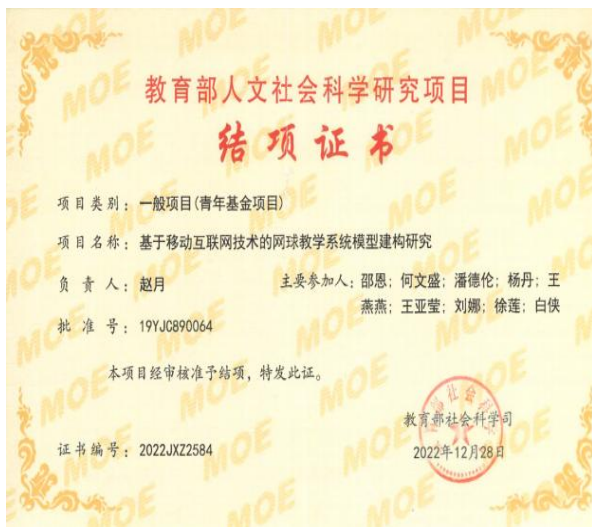 教育部人文社会科学研究项目
结项证书
项目类别：一般项目(青年基金项目)
项目名称：基于移动互联网技术的网球教学系统模型建构研究
负责人：赵月
主要参加人：邵恩；何文盛；潘德伦；杨丹；王
燕燕；王亚莹；刘娜；徐莲；白侠
批准号：19YJC890064
本项目经审核准予结项，特发此证。
教育部社会科学司
证书编号：2022JXZ2584
2022年12月28日
MOE